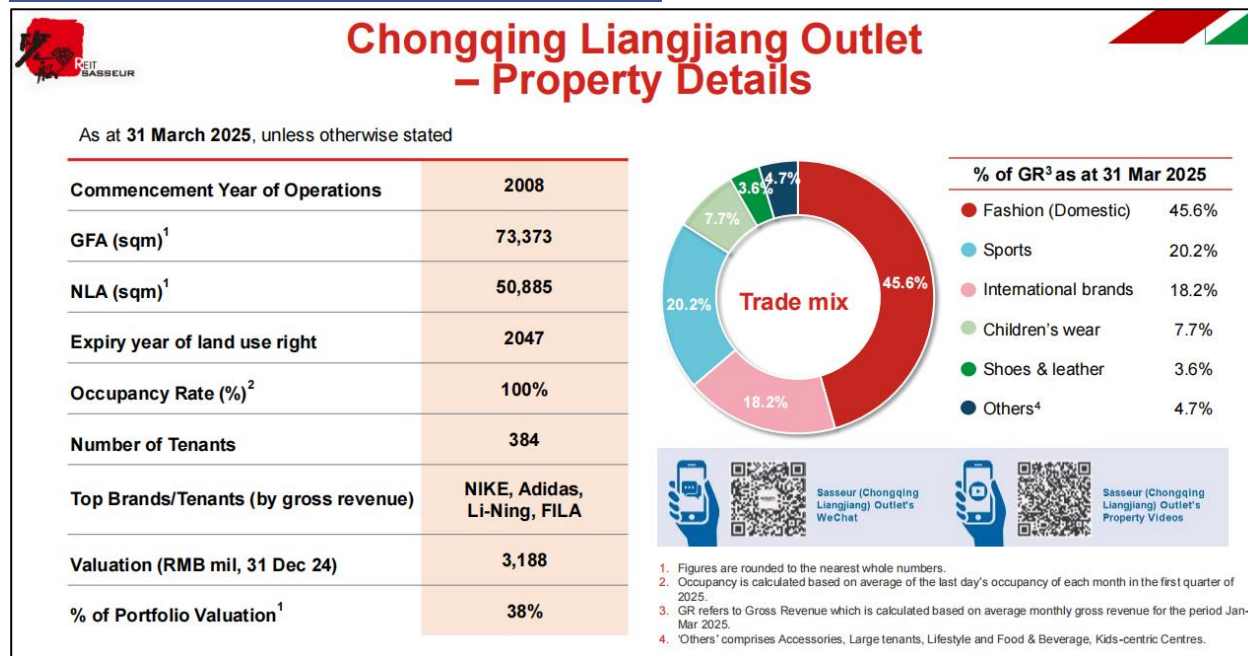 REIT
SASSEUR
Chongqing Liangjiang Outlet
– Property Details
As at 31 March 2025, unless otherwise stated
Commencement Year of Operations 2008
GFA (sqm)1 73,373
NLA (sqm)1 50,885
Expiry year of land use right 2047
Occupancy Rate (%)2 100%
Number of Tenants 384
Top Brands/Tenants (by gross revenue) NIKE, Adidas,
Li-Ning, FILA
Valuation (RMB mil, 31 Dec 24) 3,188
% of Portfolio Valuation1 38%
3.6%
4.7%
7.7%
20.2%
45.6%
18.2%
Trade mix
% of GR3 as at 31 Mar 2025
Fashion (Domestic) 45.6%
Sports 20.2%
International brands 18.2%
Children's wear 7.7%
Shoes & leather 3.6%
Others4 4.7%
Sasseur (Chongqing
Liangjiang) Outlet's
WeChat
Sasseur (Chongqing
Liangjiang) Outlet's
Property Videos
1. Figures are rounded to the nearest whole numbers.
2. Occupancy is calculated based on average of the last day's occupancy of each month in the first quarter of
2025.
3. GR refers to Gross Revenue which is calculated based on average monthly gross revenue for the period Jan-
Mar 2025.
4. 'Others' comprises Accessories, Large tenants, Lifestyle and Food & Beverage, Kids-centric Centres.